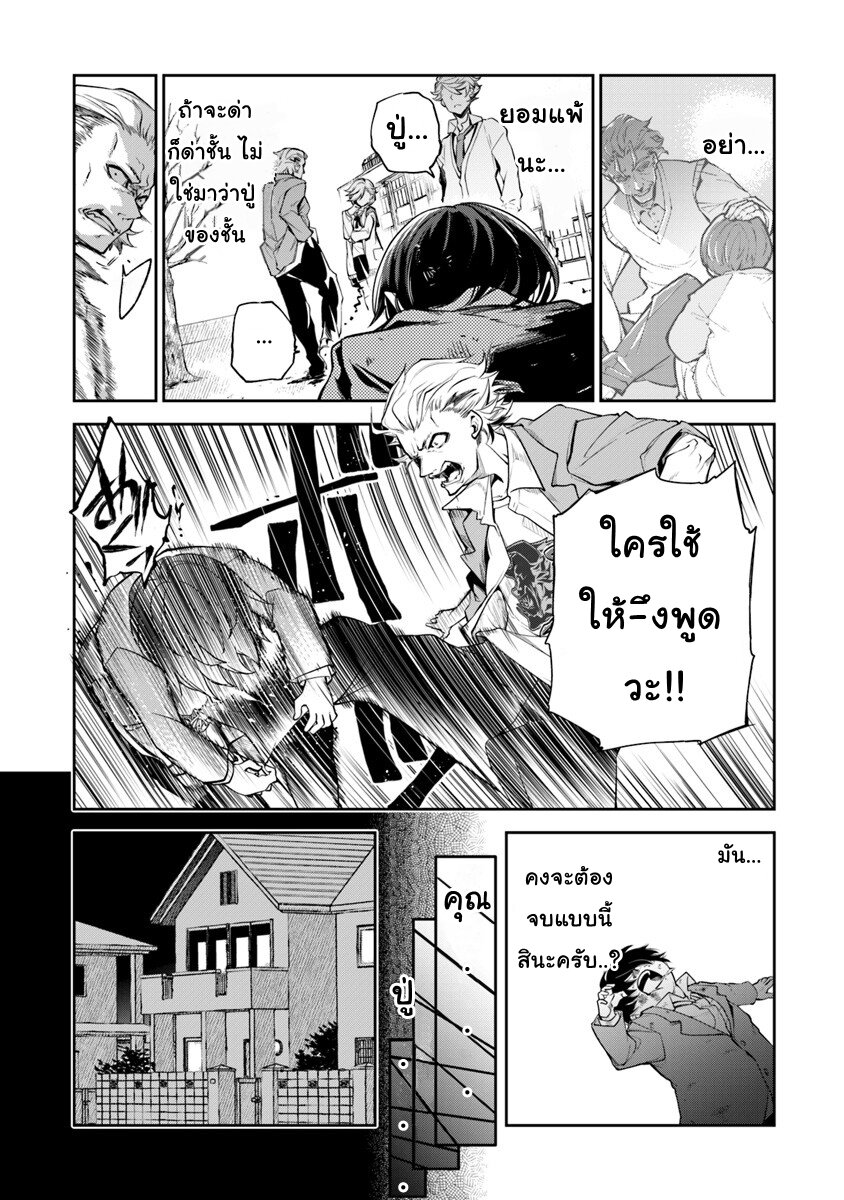 อย่า...
ยอมแพ้
นะ...
ปู่...
ถ้าจะด่า
ก็ด่าชั้น ไม่
ใช่มาว่าปู่
ของชั้น
...
ใครใช้
ให้-ึงพูด
วะ!!
มัน...
คงจะต้อง
จบแบบนี้
สินะครับ..?
คุณ...
ปู่...